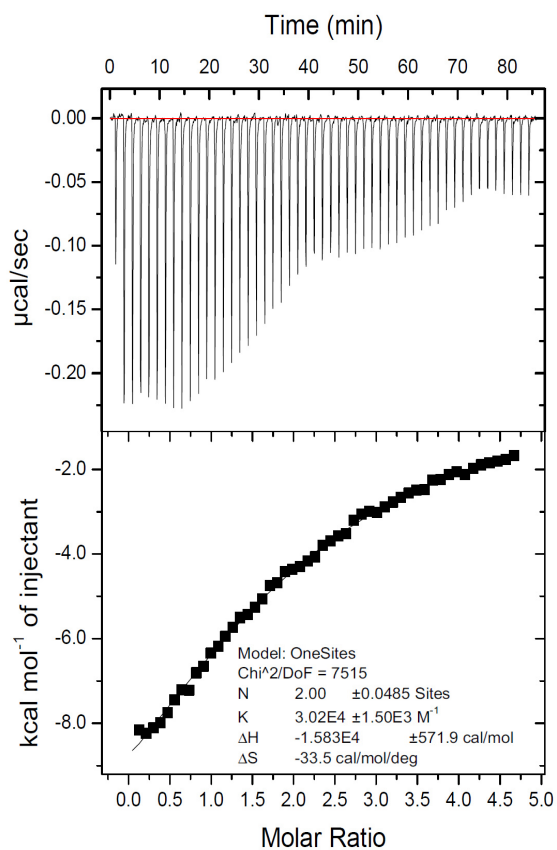 Time (min)
0 10 20 30 40 50 60 70 80
0.00
-0.05
-0.10
-0.15
-0.20
µcal/sec
-2.0
-4.0
-6.0
-8.0
kcal mol⁻¹ of injectant
Model: OneSites
Chi^2/DoF = 7515
N 2.00 ±0.0485 Sites
K 3.02E4 ±1.50E3 M⁻¹
ΔH -1.583E4 ±571.9 cal/mol
ΔS -33.5 cal/mol/deg
0.0 0.5 1.0 1.5 2.0 2.5 3.0 3.5 4.0 4.5 5.0
Molar Ratio